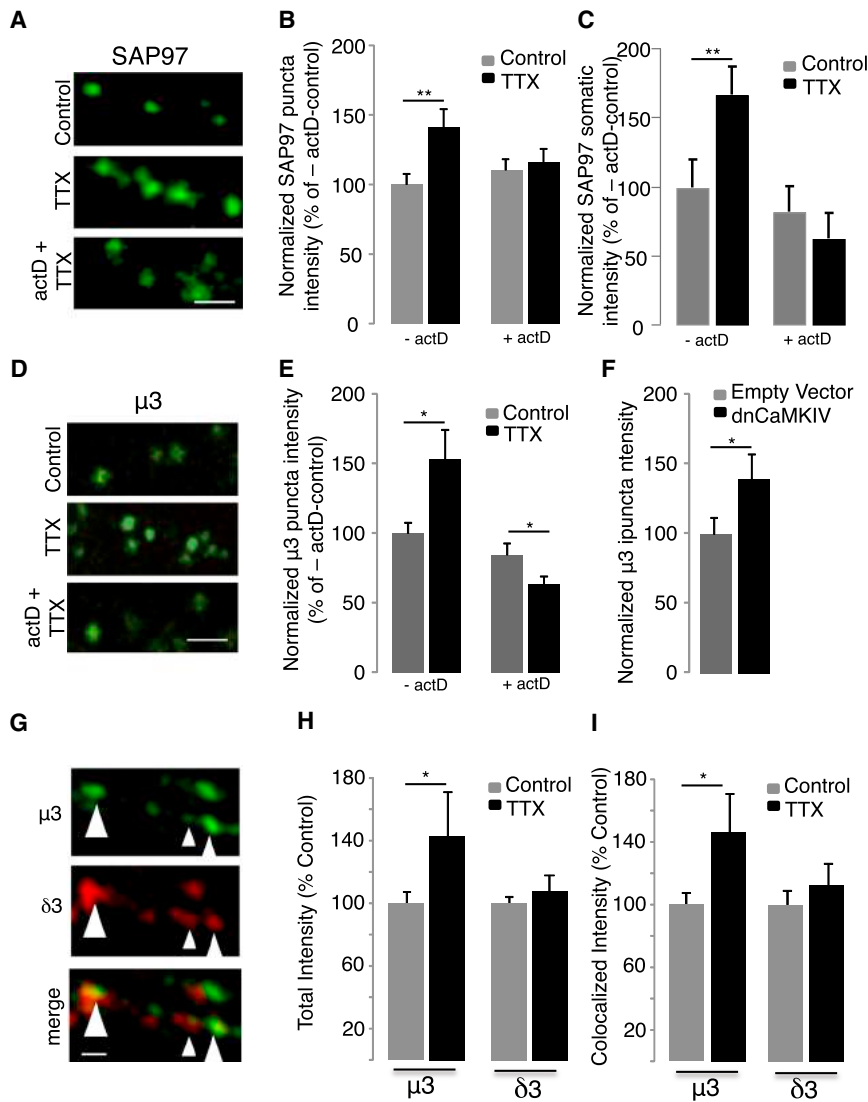 A
SAP97
Control
TTX
actD +
TTX
B
Normalized SAP97 puncta
intensity (% of – actD-control)
200
150
100
50
0
Control
TTX
**
- actD
+ actD
C
Normalized SAP97 somatic
intensity (% of – actD-control)
200
150
100
50
0
Control
TTX
**
- actD
+ actD
D
μ3
Control
TTX
actD +
TTX
E
Normalized μ3 puncta intensity
(% of – actD-control)
200
150
100
50
0
Control
TTX
*
*
- actD
+ actD
F
Normalized μ3 ipuncta ntensity
200
150
100
50
0
Empty Vector
dnCaMKIV
*
G
μ3
δ3
merge
H
Total Intensity (% Control)
180
140
100
60
20
Control
TTX
*
μ3
δ3
I
Colocalized Intensity (% Control)
180
140
100
60
20
Control
TTX
*
μ3
δ3